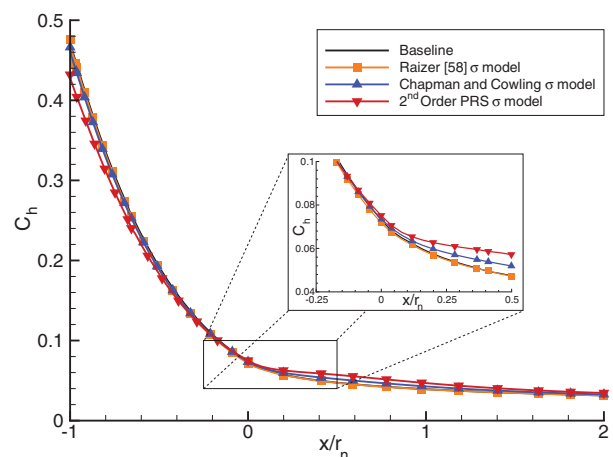 0.5
0.4
0.3
0.2
0.1
0
C_h
-1
0
1
2
x/r_n
Baseline
Raizer [58] σ model
Chapman and Cowling σ model
2nd Order PRS σ model
0.1
0.08
0.06
0.04
C_h
-0.25
0
0.25
0.5
x/r_n